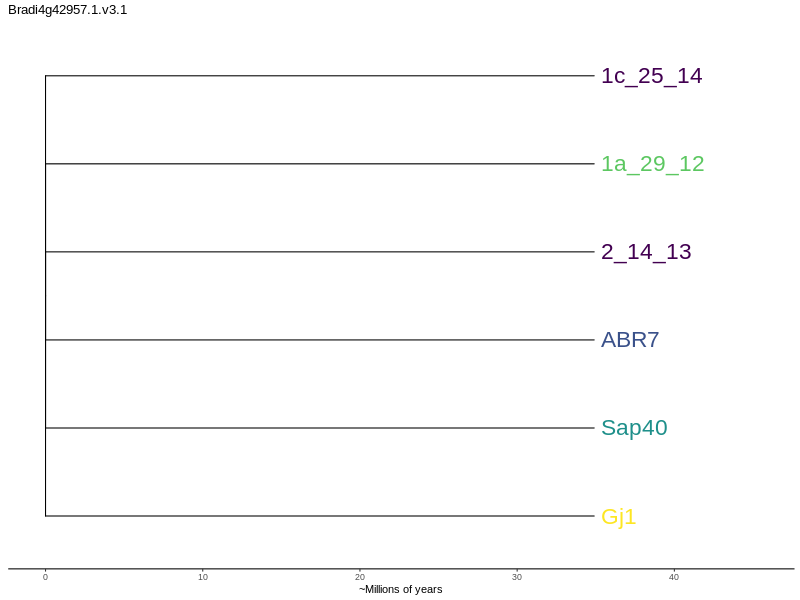 Bradi4g42957.1.v3.1
1c_25_14
1a_29_12
2_14_13
ABR7
Sap40
Gj1
0 10 20 30 40
~Millions of years